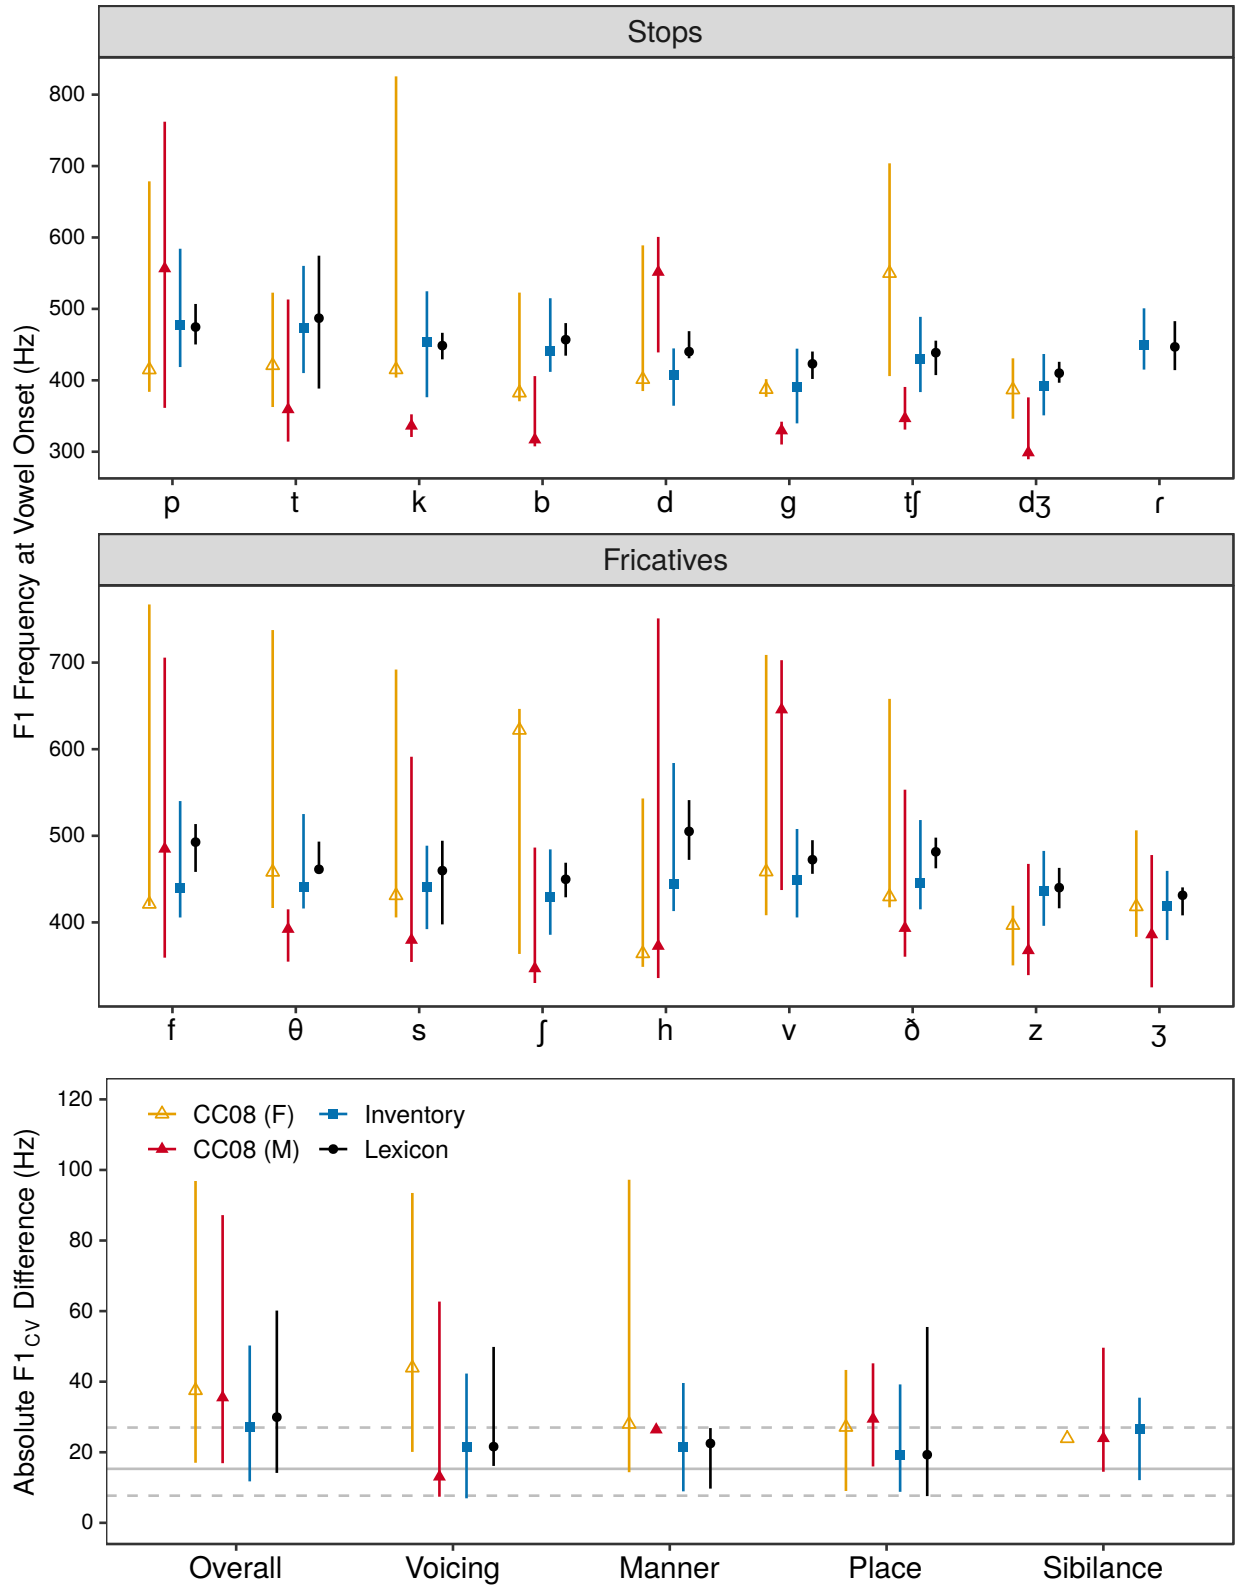 Stops
F1 Frequency at Vowel Onset (Hz)
800
700
600
500
400
300
p t k b d g tʃ dʒ ɾ
Fricatives
700
600
500
400
f θ s ʃ h v ð z ʒ
Absolute F1CV Difference (Hz)
120
100
80
60
40
20
0
CC08 (F) Inventory
CC08 (M) Lexicon
Overall Voicing Manner Place Sibilance